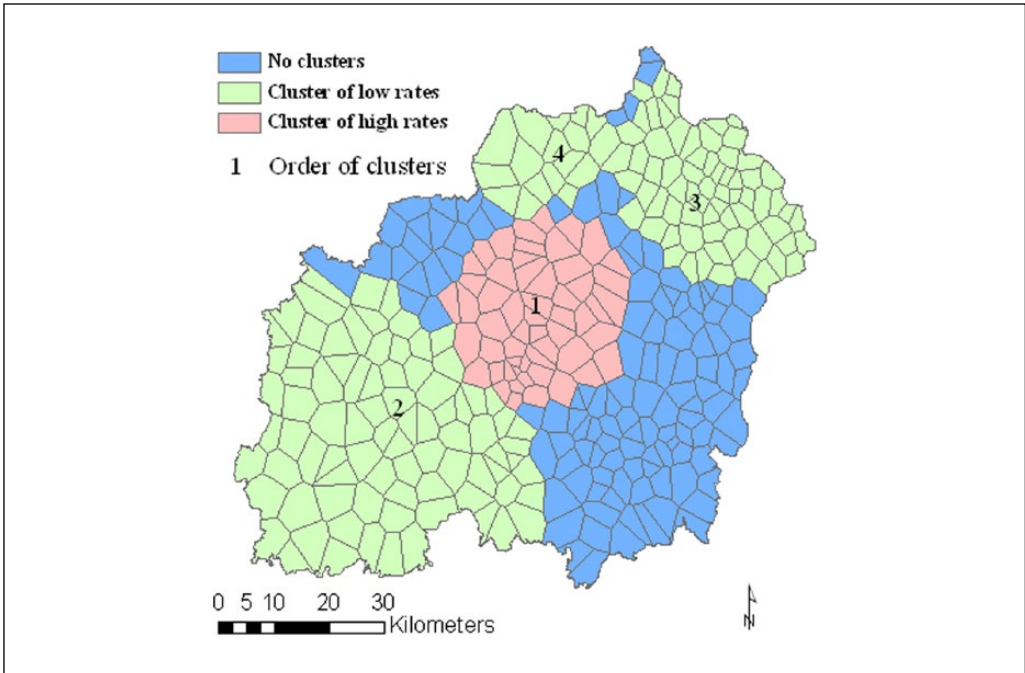 No clusters
Cluster of low rates
Cluster of high rates
1 Order of clusters
4
3
1
2
0 5 10 20 30
Kilometers
N